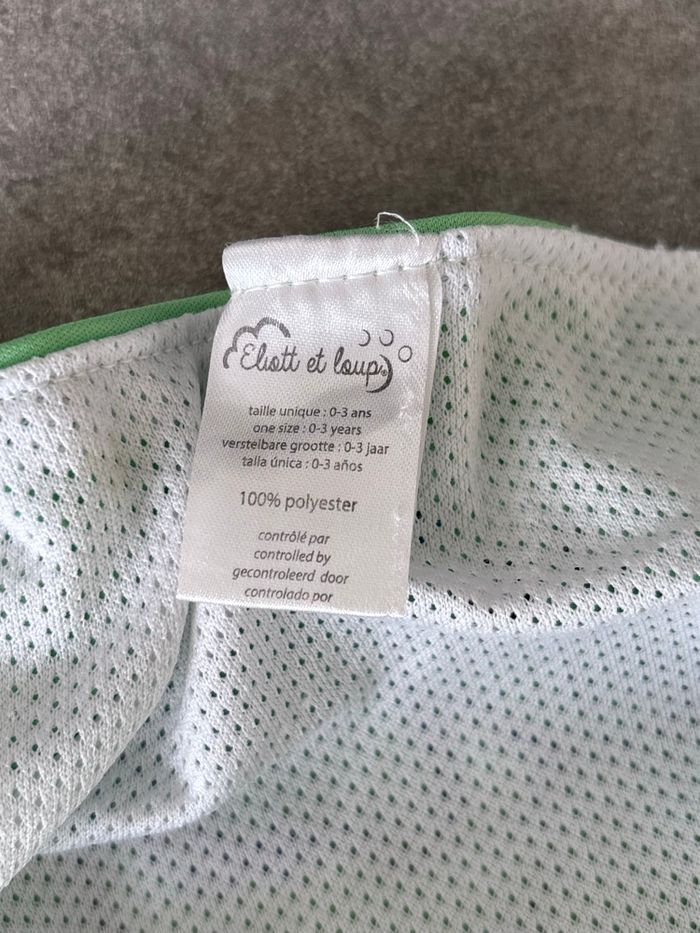 Eliott et loup®
taille unique : 0-3 ans
one size : 0-3 years
verstelbare grootte : 0-3 jaar
talla única : 0-3 años
100% polyester
contrôlé par
controlled by
gecontroleerd door
controlado por